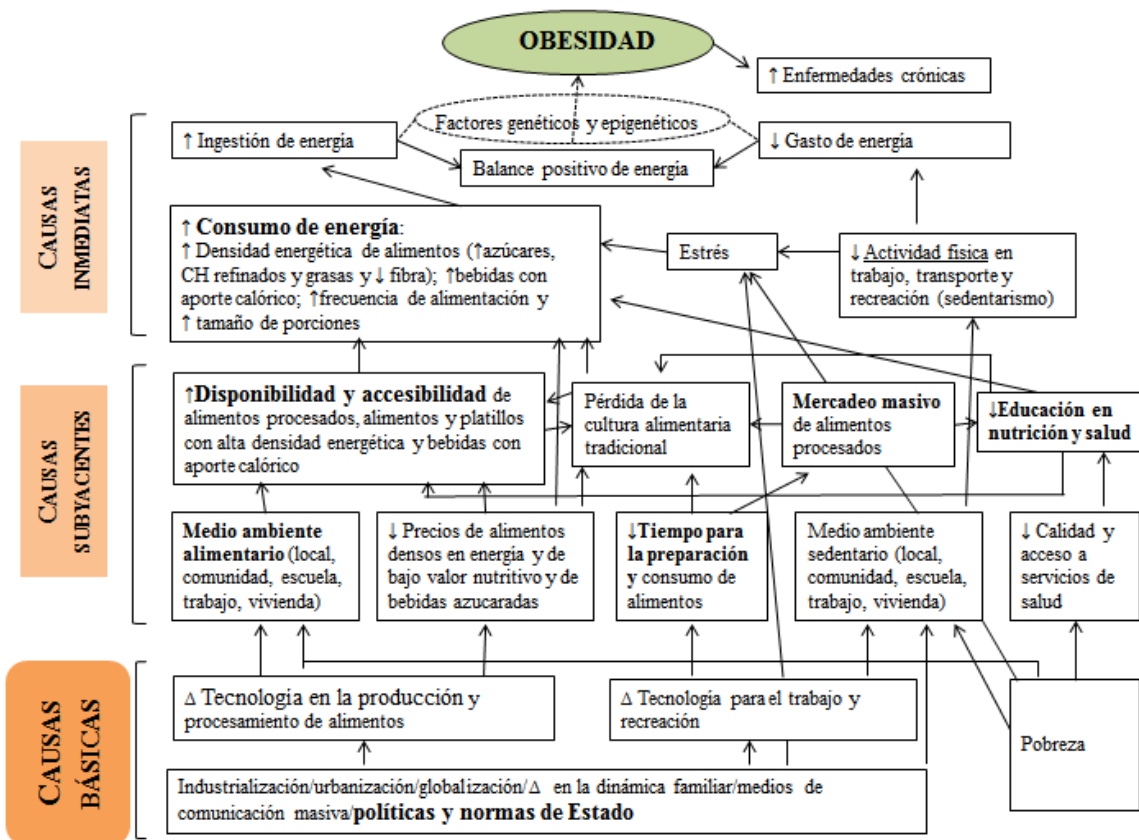 OBESIDAD
↑ Enfermedades crónicas
Factores genéticos y epigenéticos
↑ Ingestión de energía
↓ Gasto de energía
Balance positivo de energía
CAUSAS
INMEDIATAS
↑ Consumo de energía:
↑ Densidad energética de alimentos (↑azúcares,
CH refinados y grasas y ↓ fibra); ↑bebidas con
aporte calórico; ↑frecuencia de alimentación y
↑ tamaño de porciones
Estrés
↓ Actividad física en
trabajo, transporte y
recreación (sedentarismo)
CAUSAS
SUBYACENTES
↑Disponibilidad y accesibilidad de
alimentos procesados, alimentos y platillos
con alta densidad energética y bebidas con
aporte calórico
Pérdida de la
cultura alimentaria
tradicional
Mercadeo masivo
de alimentos
procesados
↓Educación en
nutrición y salud
Medio ambiente
alimentario (local,
comunidad, escuela,
trabajo, vivienda)
↓ Precios de alimentos
densos en energía y de
bajo valor nutritivo y de
bebidas azucaradas
↓Tiempo para
la preparación
y consumo de
alimentos
Medio ambiente
sedentario (local,
comunidad, escuela,
trabajo, vivienda)
↓ Calidad y
acceso a
servicios de
salud
CAUSAS
BÁSICAS
Δ Tecnología en la producción y
procesamiento de alimentos
Δ Tecnología para el trabajo y
recreación
Pobreza
Industrialización/urbanización/globalización/Δ en la dinámica familiar/medios de
comunicación masiva/políticas y normas de Estado